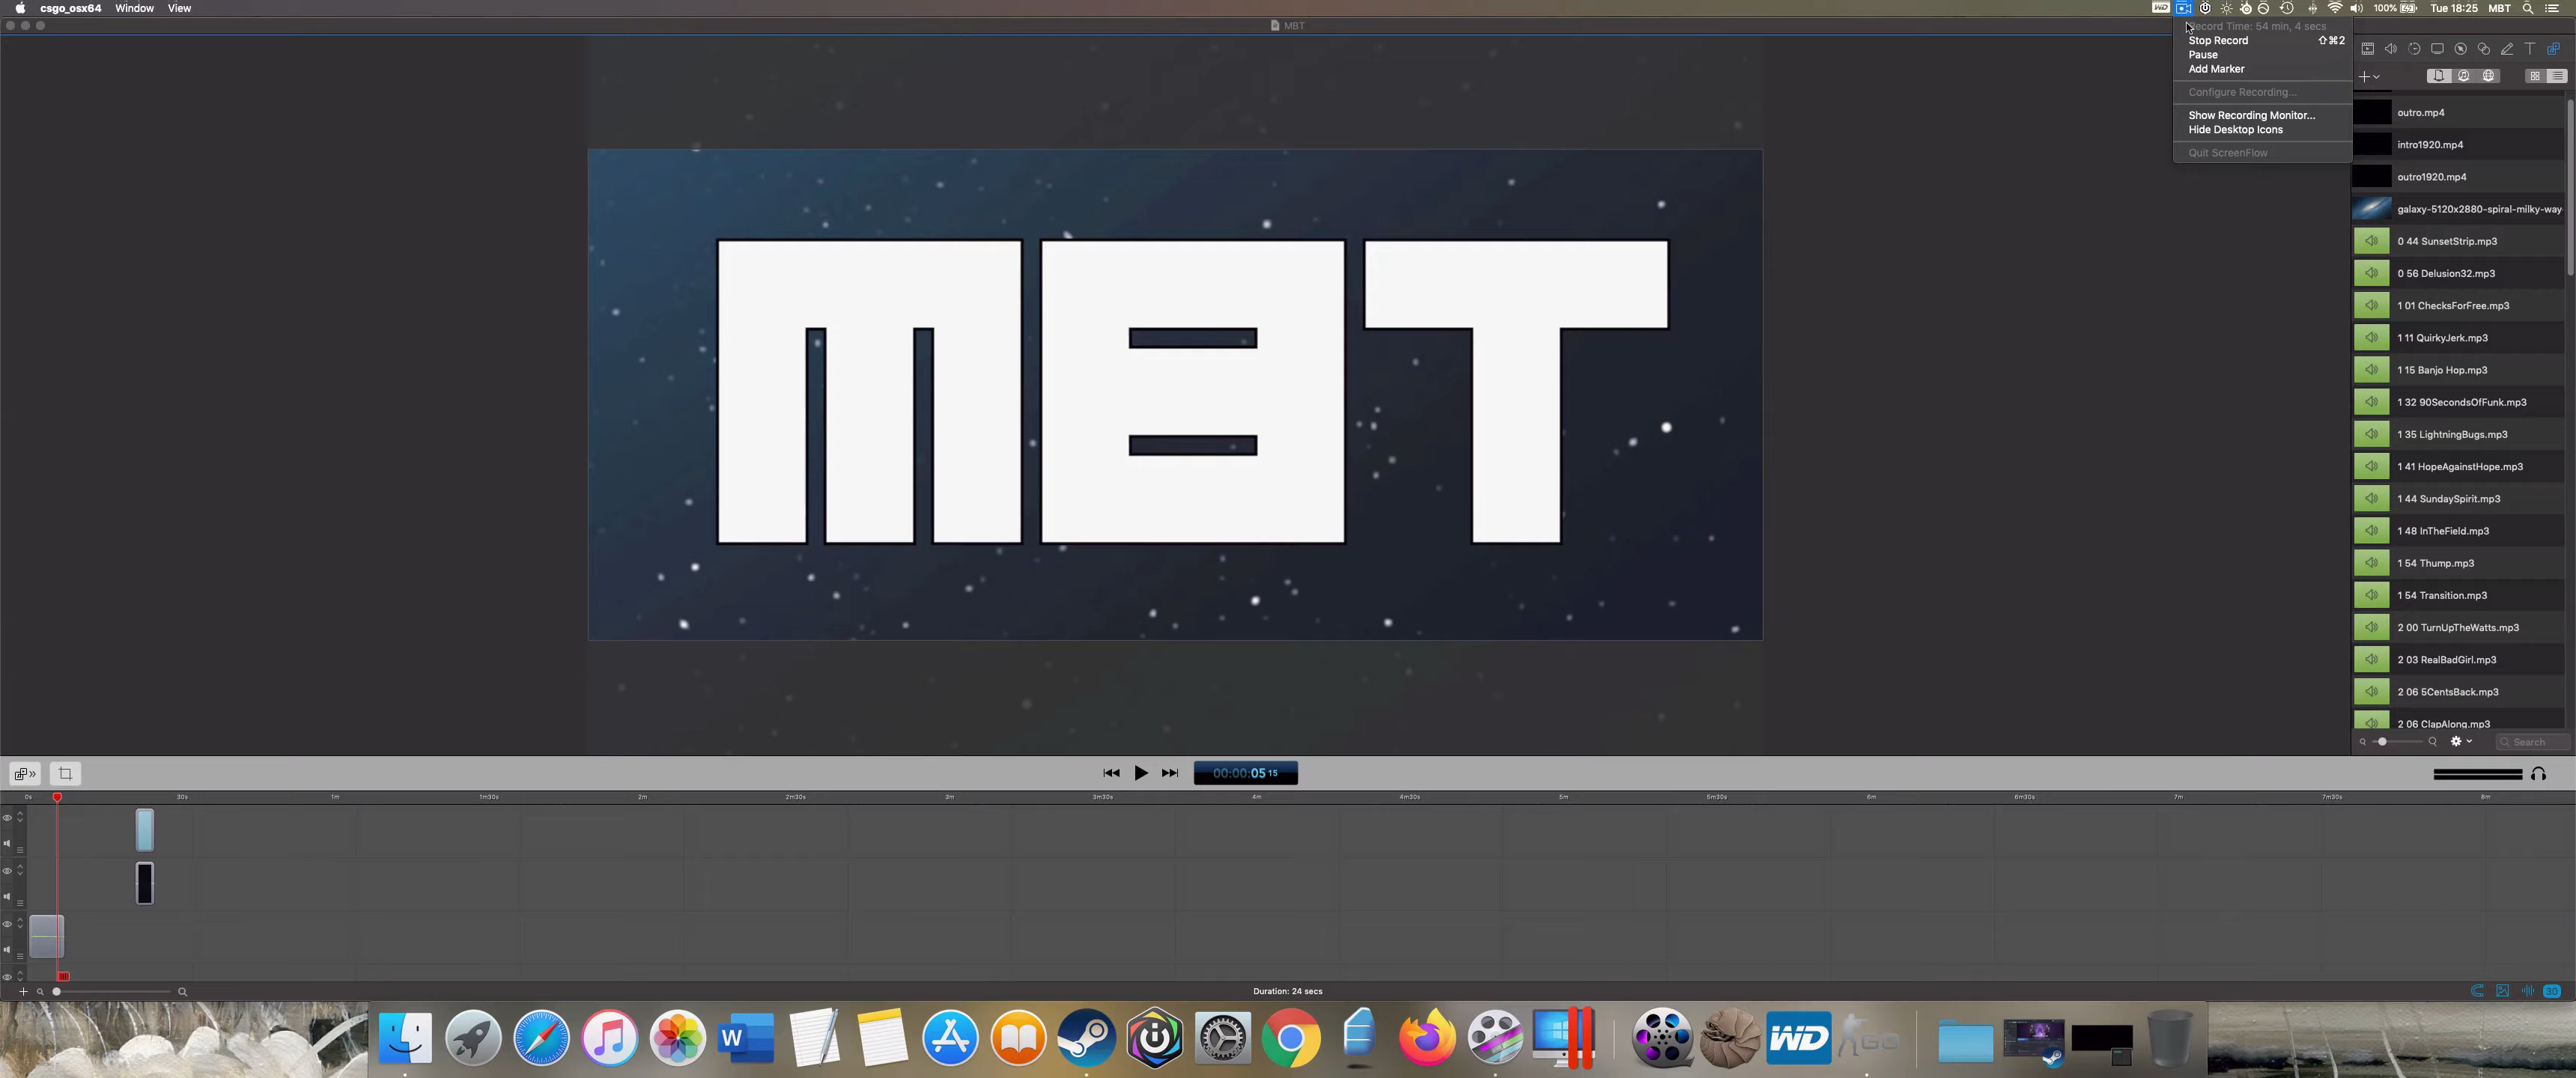 csgo_osx64 Window View
WD 100% Tue 18:25 MBT
MBT
Record Time: 54 min, 4 secs
Stop Record ⇧⌘2
Pause
Add Marker
Configure Recording...
Show Recording Monitor...
Hide Desktop Icons
Quit ScreenFlow
outro.mp4
intro1920.mp4
outro1920.mp4
galaxy-5120x2880-spiral-milky-way
0 44 SunsetStrip.mp3
0 56 Delusion32.mp3
1 01 ChecksForFree.mp3
1 11 QuirkyJerk.mp3
1 15 Banjo Hop.mp3
1 32 90SecondsOfFunk.mp3
1 35 LightningBugs.mp3
1 41 HopeAgainstHope.mp3
1 44 SundaySpirit.mp3
1 48 InTheField.mp3
1 54 Thump.mp3
1 54 Transition.mp3
2 00 TurnUpTheWatts.mp3
2 03 RealBadGirl.mp3
2 06 5CentsBack.mp3
2 06 ClapAlong.mp3
Search
MBT
00:00:05 15
0s 30s 1m 1m30s 2m 2m30s 3m 3m30s 4m 4m30s 5m 5m30s 6m 6m30s 7m 7m30s 8m
Duration: 24 secs
30
W
WD
GO